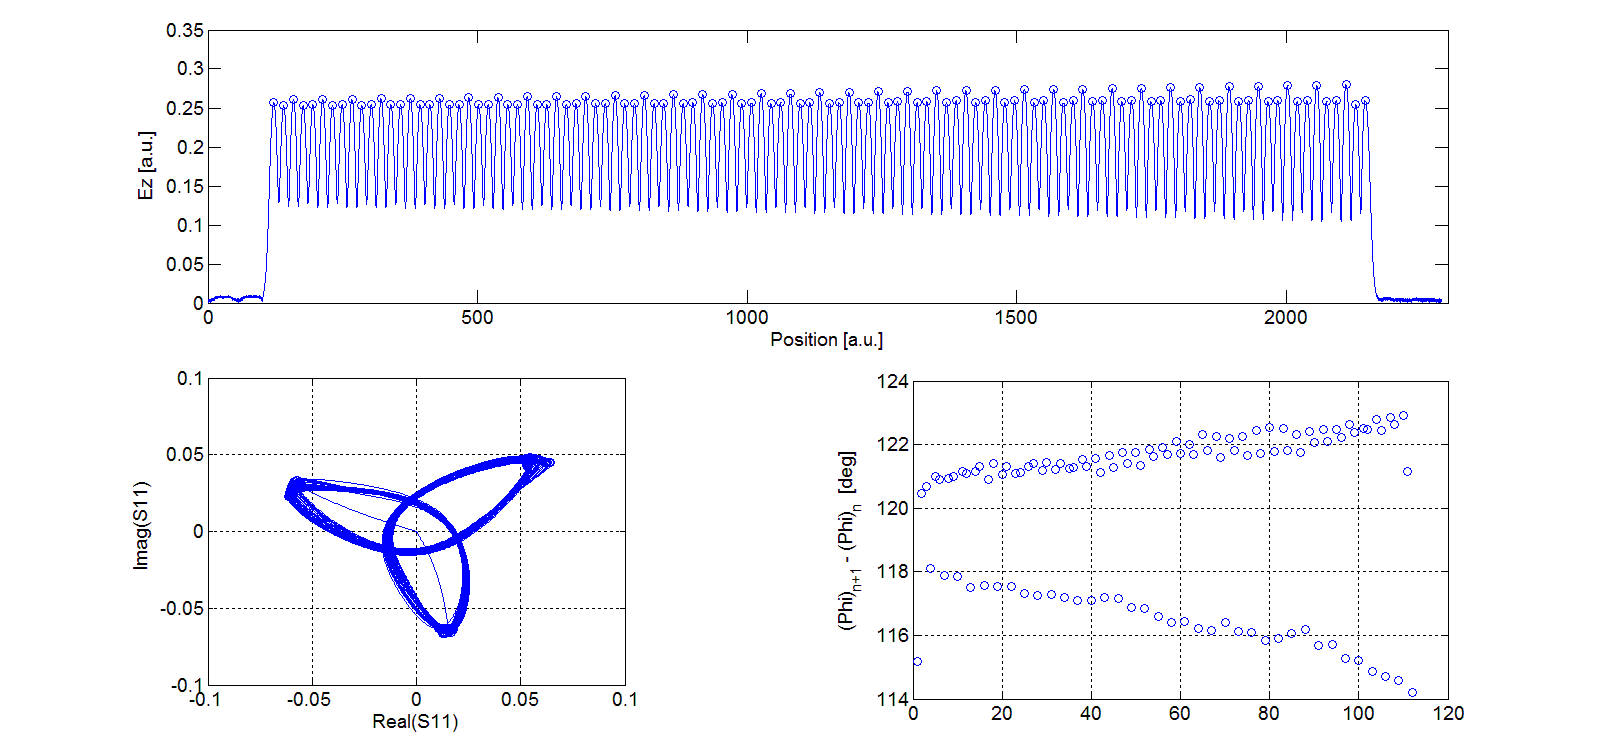 0.35
0.3
0.25
0.2
0.15
0.1
0.05
0
Ez [a.u.]
0 500 1000 1500 2000
Position [a.u.]
0.1
0.05
0
-0.05
-0.1
Imag(S11)
-0.1 -0.05 0 0.05 0.1
Real(S11)
124
122
120
118
116
114
(Phi)n+1 - (Phi)n [deg]
0 20 40 60 80 100 120